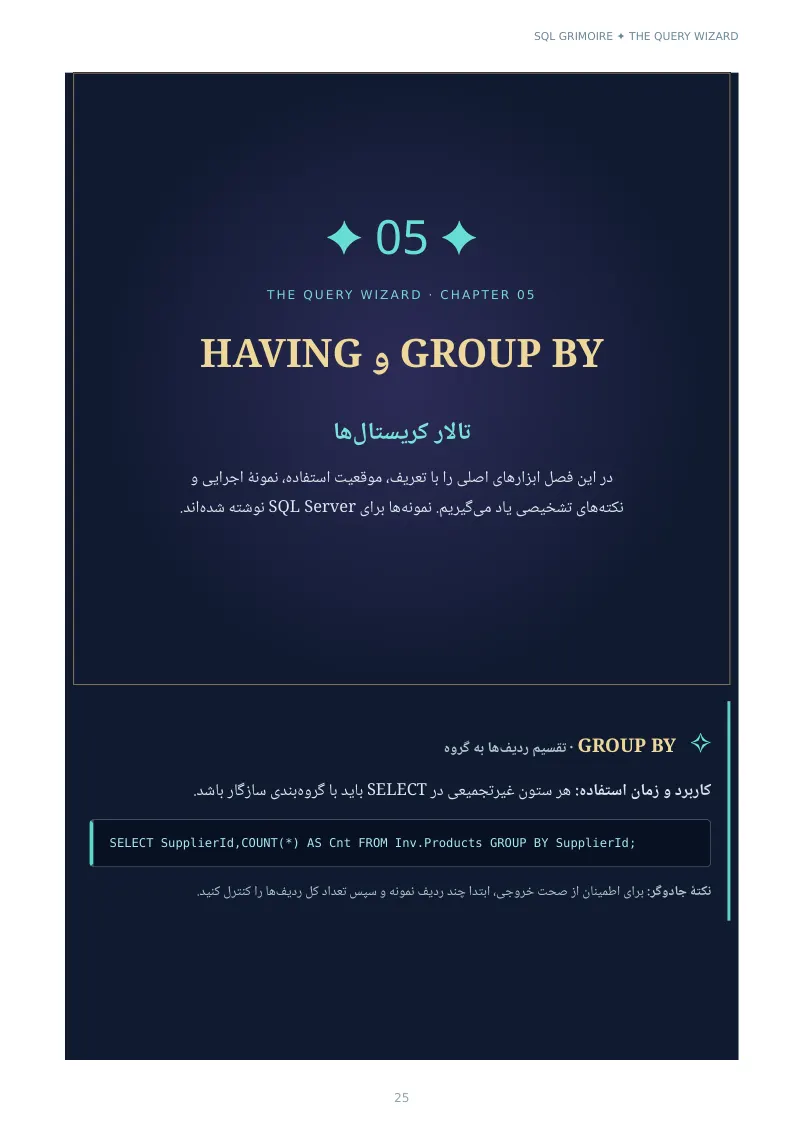 SQL GRIMOIRE ✦ THE QUERY WIZARD
✦ 05 ✦
THE QUERY WIZARD · CHAPTER 05
GROUP BY و HAVING
تالار کریستال‌ها
در این فصل ابزارهای اصلی را با تعریف، موقعیت استفاده، نمونهٔ اجرایی و
نکته‌های تشخیصی یاد می‌گیریم. نمونه‌ها برای SQL Server نوشته شده‌اند.
✧ GROUP BY · تقسیم ردیف‌ها به گروه
کاربرد و زمان استفاده: هر ستون غیرتجمیعی در SELECT باید با گروه‌بندی سازگار باشد.
SELECT SupplierId,COUNT(*) AS Cnt FROM Inv.Products GROUP BY SupplierId;
نکتهٔ جادوگر: برای اطمینان از صحت خروجی، ابتدا چند ردیف نمونه و سپس تعداد کل ردیف‌ها را کنترل کنید.
25